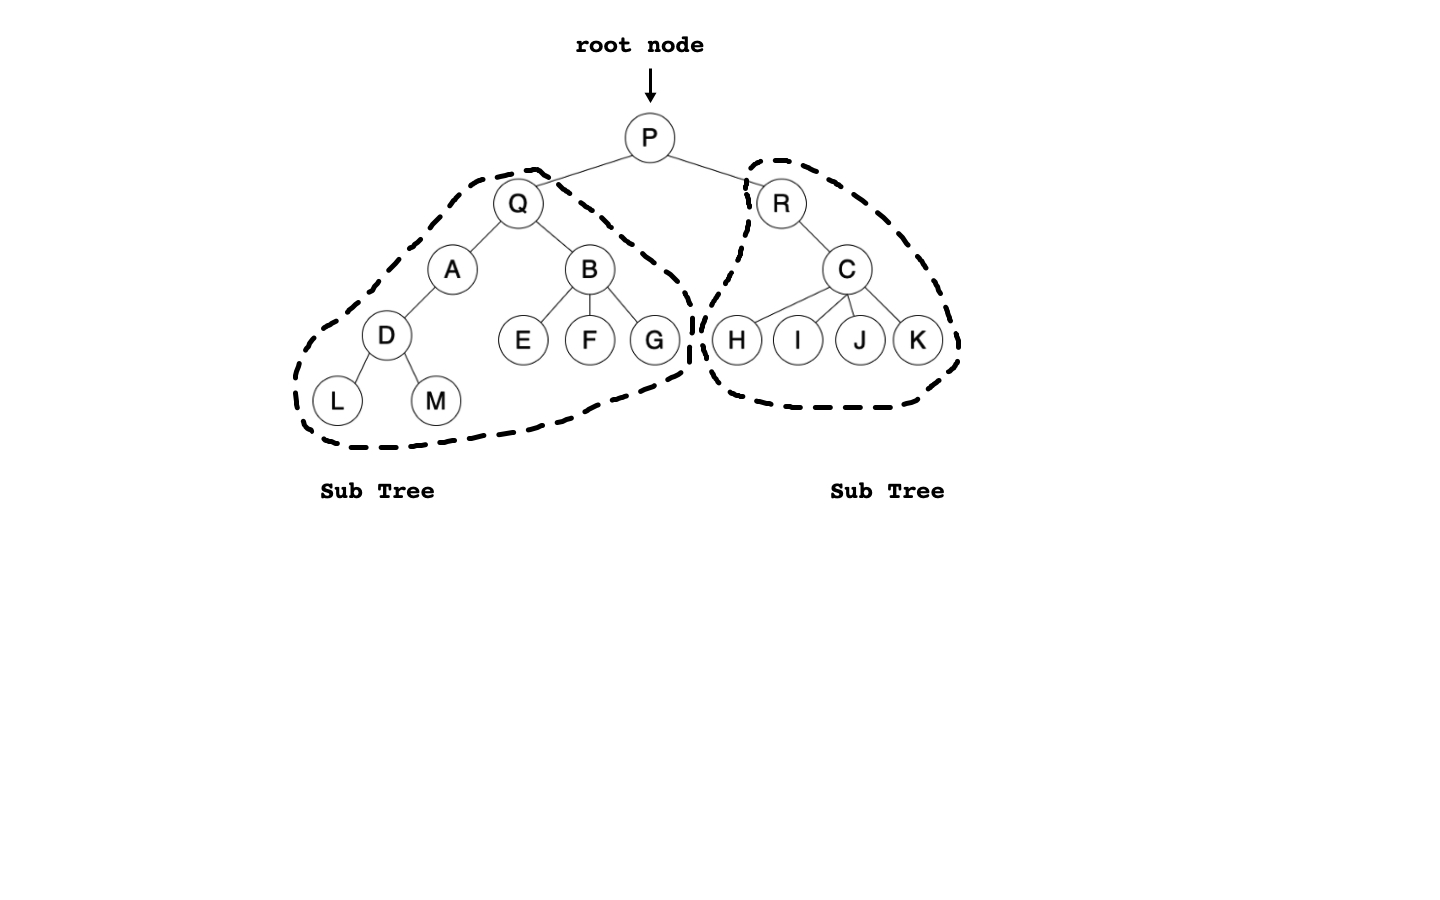 root node
P
Q R
A B C
D E F G H I J K
L M
Sub Tree Sub Tree